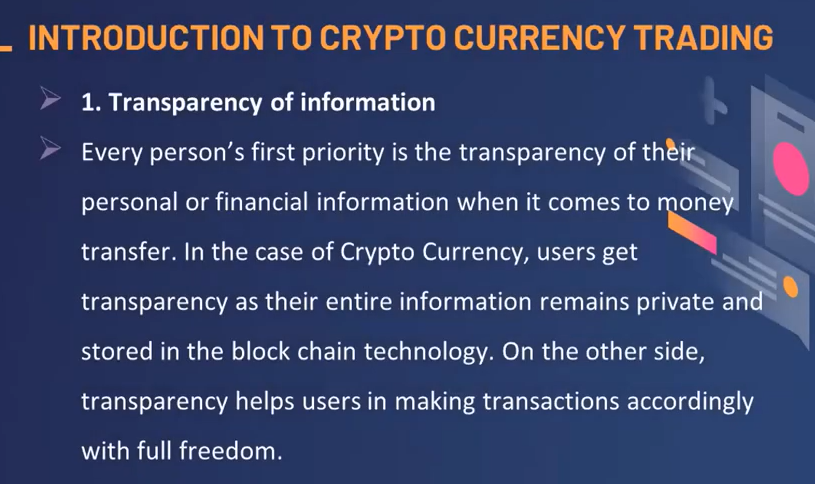 INTRODUCTION TO CRYPTO CURRENCY TRADING
1. Transparency of information
Every person’s first priority is the transparency of their
personal or financial information when it comes to money
transfer. In the case of Crypto Currency, users get
transparency as their entire information remains private and
stored in the block chain technology. On the other side,
transparency helps users in making transactions accordingly
with full freedom.